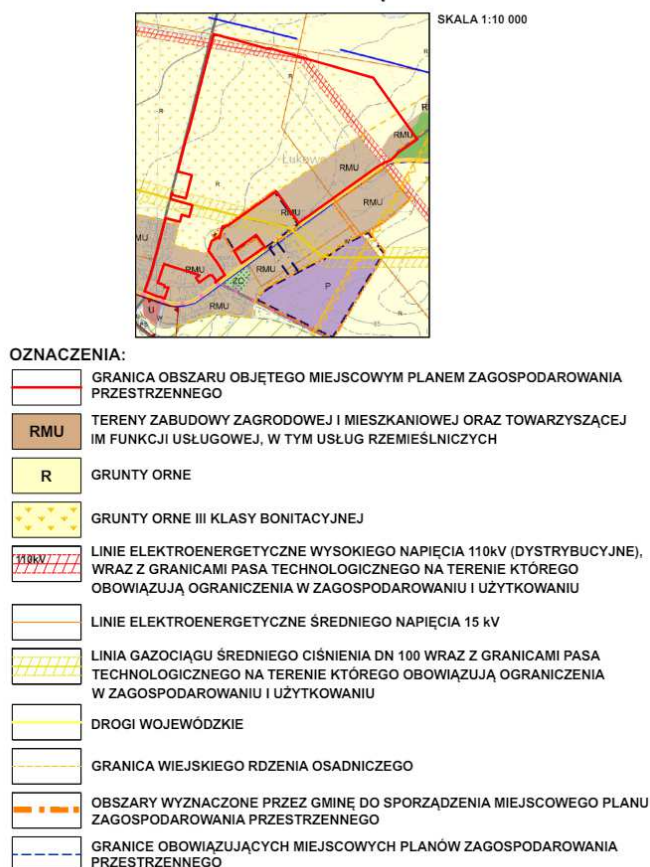 SKALA 1:10 000
R
R
R
R
Łukow
RMU
RMU
RMU
RMU
MU
RMU
RMU
ZC
RMU
P
U
OZNACZENIA:
GRANICA OBSZARU OBJĘTEGO MIEJSCOWYM PLANEM ZAGOSPODAROWANIA
PRZESTRZENNEGO
RMU
TERENY ZABUDOWY ZAGRODOWEJ I MIESZKANIOWEJ ORAZ TOWARZYSZĄCEJ
IM FUNKCJI USŁUGOWEJ, W TYM USŁUG RZEMIEŚLNICZYCH
R
GRUNTY ORNE
GRUNTY ORNE III KLASY BONITACYJNEJ
110kV
LINIE ELEKTROENERGETYCZNE WYSOKIEGO NAPIĘCIA 110kV (DYSTRYBUCYJNE),
WRAZ Z GRANICAMI PASA TECHNOLOGICZNEGO NA TERENIE KTÓREGO
OBOWIĄZUJĄ OGRANICZENIA W ZAGOSPODAROWANIU I UŻYTKOWANIU
LINIE ELEKTROENERGETYCZNE ŚREDNIEGO NAPIĘCIA 15 kV
LINIA GAZOCIĄGU ŚREDNIEGO CIŚNIENIA DN 100 WRAZ Z GRANICAMI PASA
TECHNOLOGICZNEGO NA TERENIE KTÓREGO OBOWIĄZUJĄ OGRANICZENIA
W ZAGOSPODAROWANIU I UŻYTKOWANIU
DROGI WOJEWÓDZKIE
GRANICA WIEJSKIEGO RDZENIA OSADNICZEGO
OBSZARY WYZNACZONE PRZEZ GMINĘ DO SPORZĄDZENIA MIEJSCOWEGO PLANU
ZAGOSPODAROWANIA PRZESTRZENNEGO
GRANICE OBOWIĄZUJĄCYCH MIEJSCOWYCH PLANÓW ZAGOSPODAROWANIA
PRZESTRZENNEGO